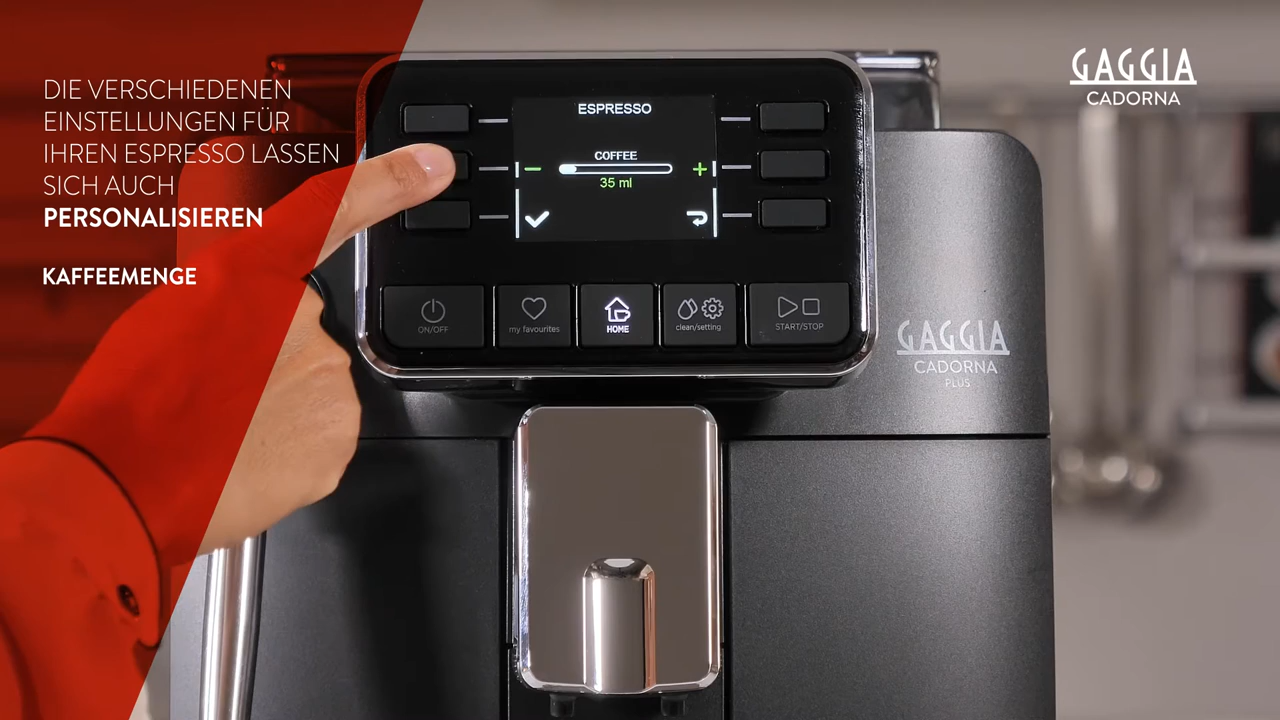 DIE VERSCHIEDENEN
EINSTELLUNGEN FÜR
IHREN ESPRESSO LASSEN
SICH AUCH
PERSONALISIEREN
KAFFEEMENGE
GAGGIA
CADORNA
ESPRESSO
COFFEE
35 ml
ON/OFF
my favourites
HOME
clean/setting
START/STOP
GAGGIA
CADORNA
PLUS